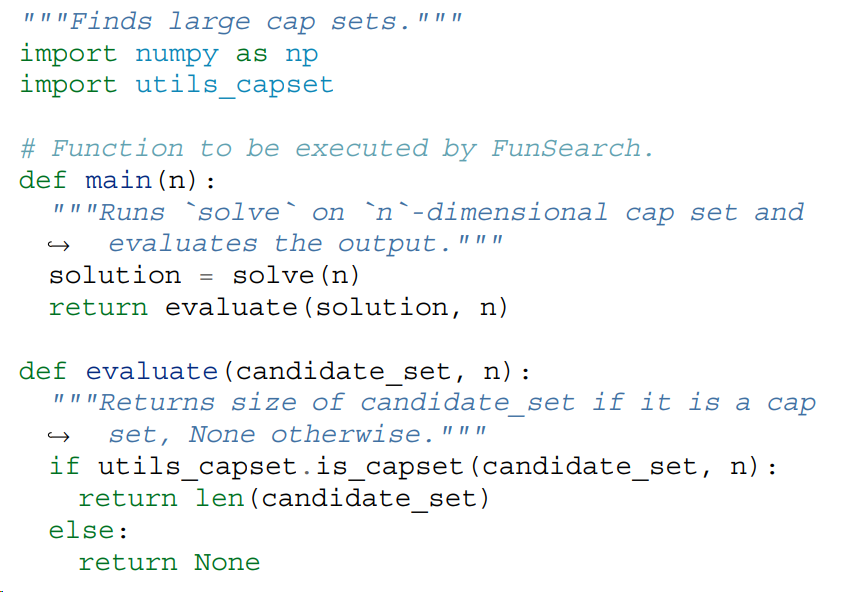 """Finds large cap sets."""
import numpy as np
import utils_capset

# Function to be executed by FunSearch.
def main(n):
  """Runs `solve` on `n`-dimensional cap set and
  ↪ evaluates the output."""
  solution = solve(n)
  return evaluate(solution, n)

def evaluate(candidate_set, n):
  """Returns size of candidate_set if it is a cap
  ↪ set, None otherwise."""
  if utils_capset.is_capset(candidate_set, n):
    return len(candidate_set)
  else:
    return None